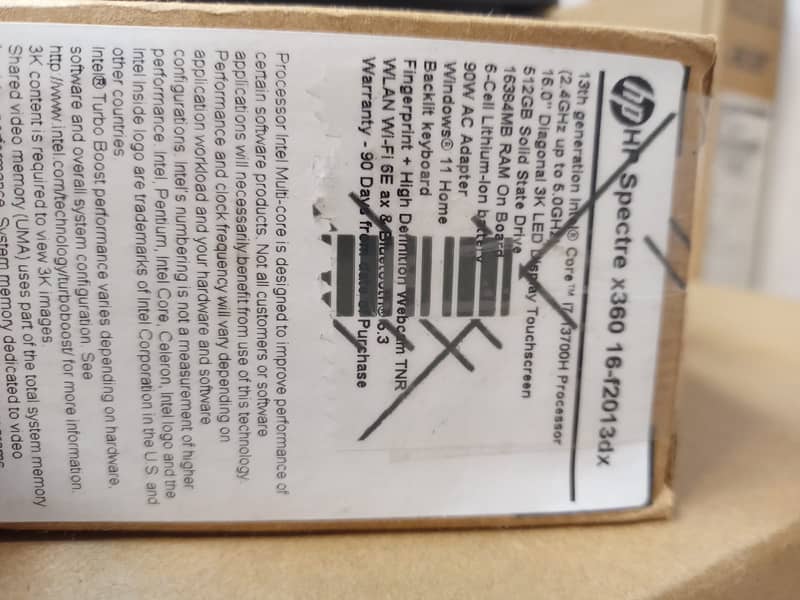 hp HP Spectre x360 16-f2013dx
13th generation Intel® Core™ i7-13700H Processor
(2.4GHz up to 5.0GHz)
16.0" Diagonal 3K LED Display Touchscreen
512GB Solid State Drive
16384MB RAM On Board
6-Cell Lithium-Ion battery
90W AC Adapter
Windows® 11 Home
Backlit keyboard
Fingerprint + High Definition Webcam TNR
WLAN Wi-Fi 6E ax & Bluetooth® 5.3
Warranty - 90 Days from date of Purchase
Processor Intel Multi-core is designed to improve performance of
certain software products. Not all customers or software
applications will necessarily benefit from use of this technology.
Performance and clock frequency will vary depending on
application workload and your hardware and software
configurations. Intel's numbering is not a measurement of higher
performance. Intel, Pentium, Intel Core, Celeron, Intel logo and the
Intel Inside logo are trademarks of Intel Corporation in the U.S. and
other countries
Intel® Turbo Boost performance varies depending on hardware,
software and overall system configuration. See
http://www.intel.com/technology/turboboost/ for more information.
3K content is required to view 3K images.
Shared video memory (UMA) uses part of the total system memory
System memory dedicated to video